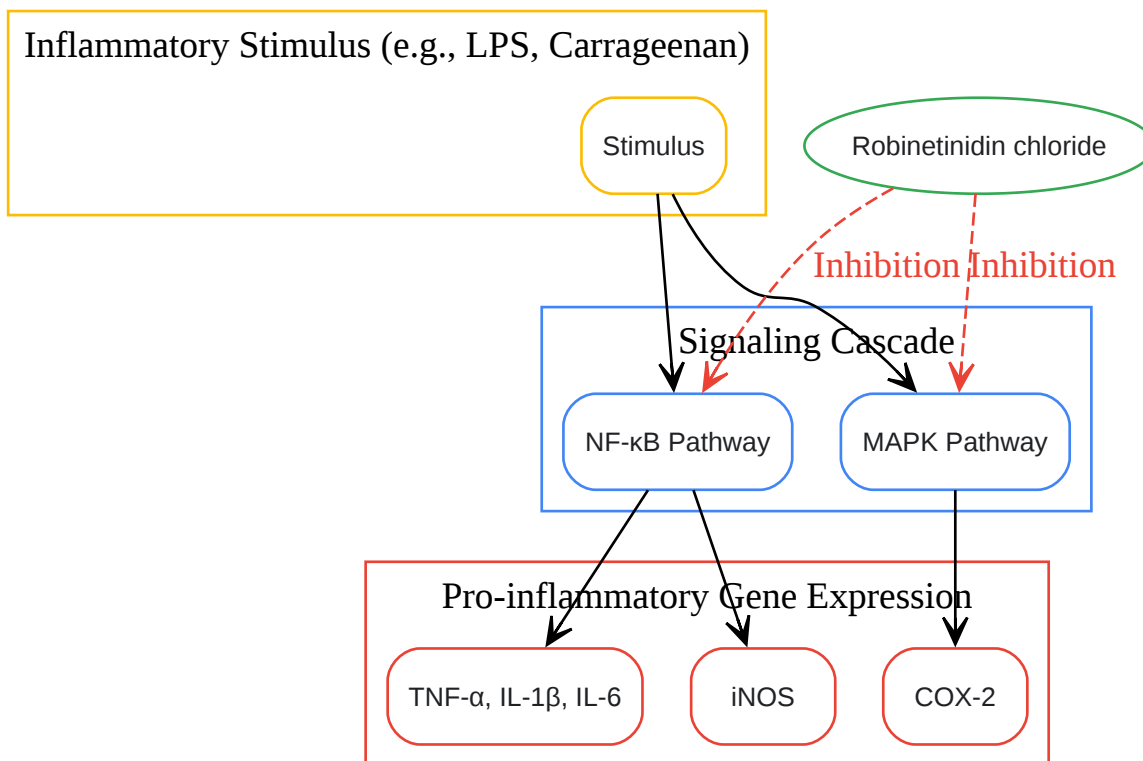 Inflammatory Stimulus (e.g., LPS, Carrageenan)
Stimulus
Robinetinidin chloride
Inhibition
Inhibition
Signaling Cascade
NF-κB Pathway
MAPK Pathway
Pro-inflammatory Gene Expression
TNF-α, IL-1β, IL-6
iNOS
COX-2